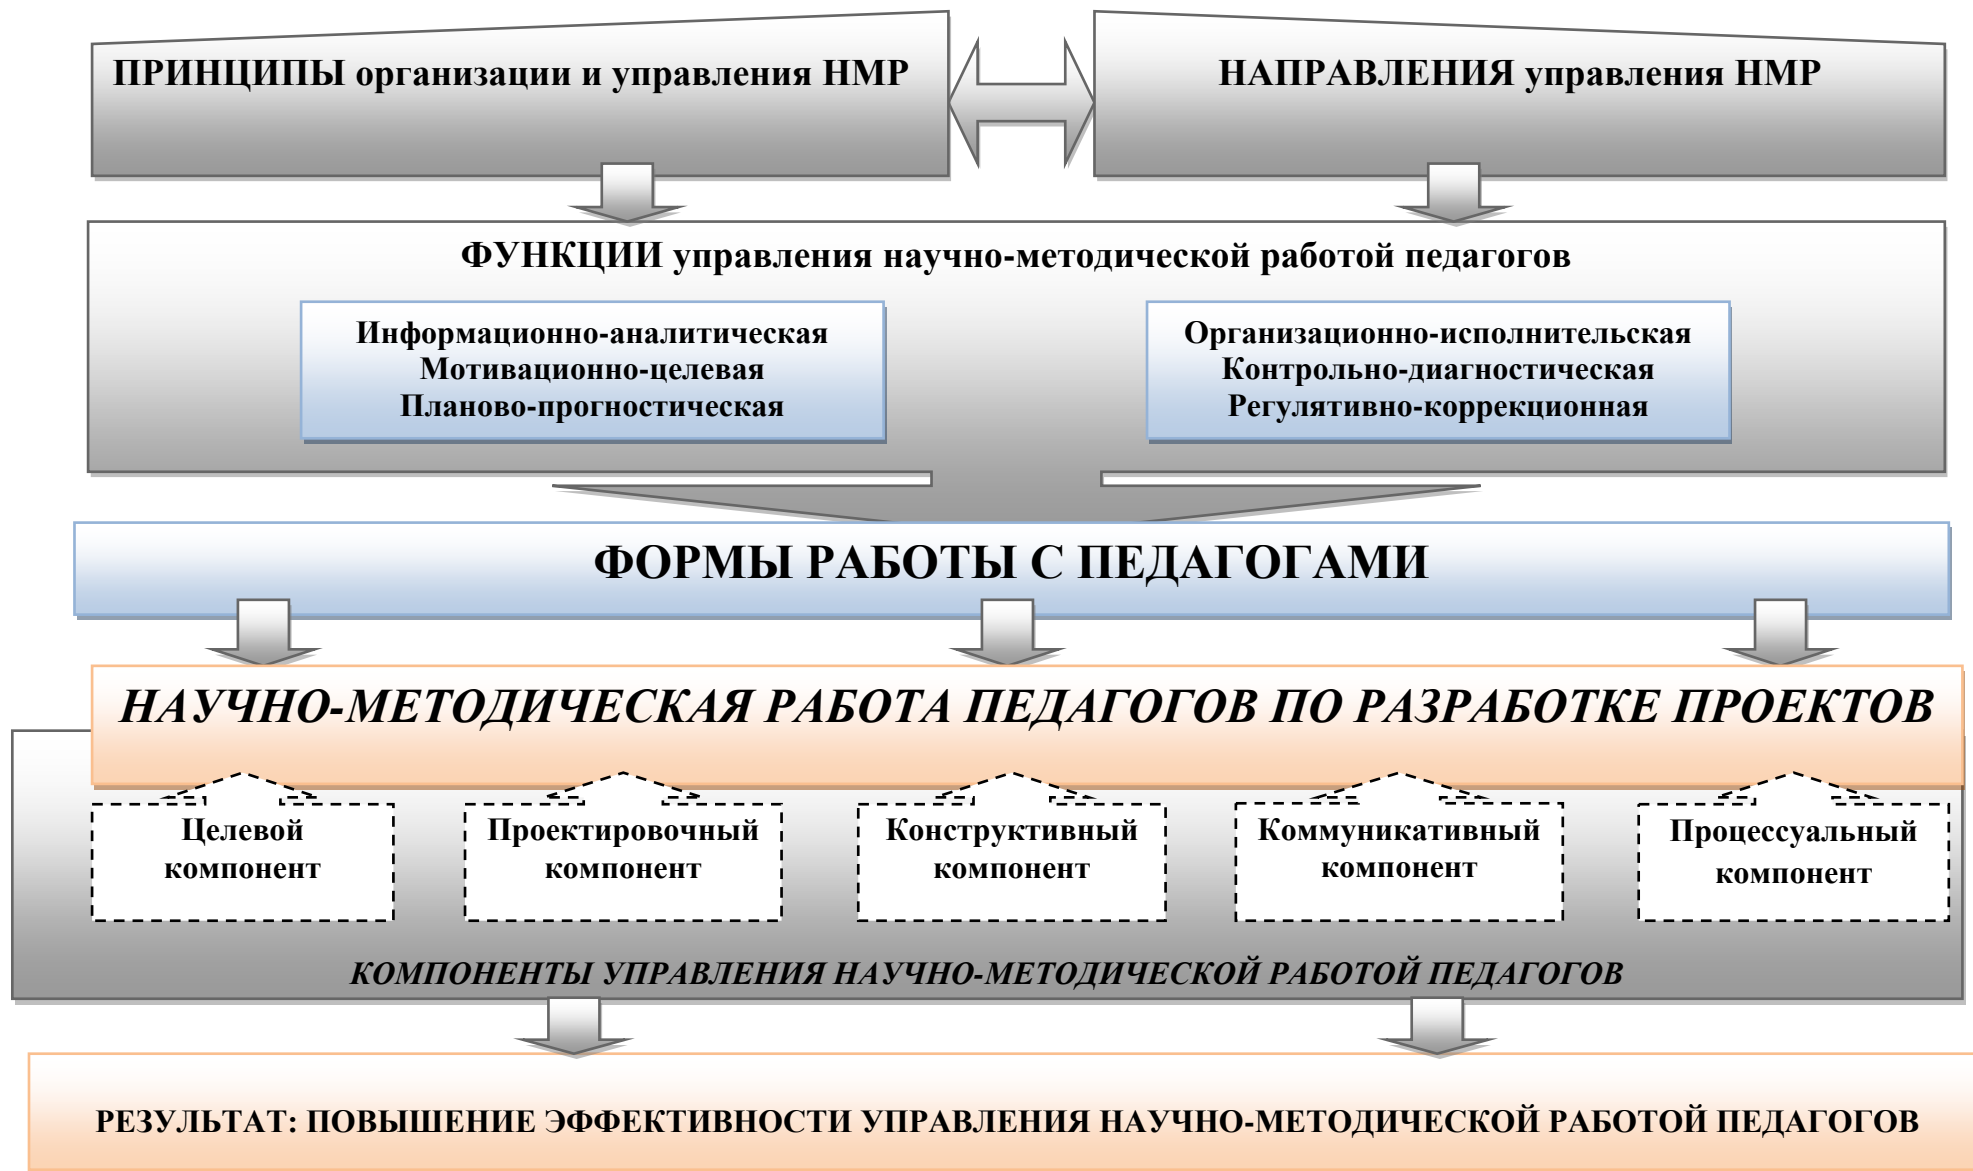 ПРИНЦИПЫ организации и управления НМР
НАПРАВЛЕНИЯ управления НМР
ФУНКЦИИ управления научно-методической работой педагогов
Информационно-аналитическая
Мотивационно-целевая
Планово-прогностическая
Организационно-исполнительская
Контрольно-диагностическая
Регулятивно-коррекционная
ФОРМЫ РАБОТЫ С ПЕДАГОГАМИ
НАУЧНО-МЕТОДИЧЕСКАЯ РАБОТА ПЕДАГОГОВ ПО РАЗРАБОТКЕ ПРОЕКТОВ
Целевой
компонент
Проектировочный
компонент
Конструктивный
компонент
Коммуникативный
компонент
Процессуальный
компонент
КОМПОНЕНТЫ УПРАВЛЕНИЯ НАУЧНО-МЕТОДИЧЕСКОЙ РАБОТОЙ ПЕДАГОГОВ
РЕЗУЛЬТАТ: ПОВЫШЕНИЕ ЭФФЕКТИВНОСТИ УПРАВЛЕНИЯ НАУЧНО-МЕТОДИЧЕСКОЙ РАБОТОЙ ПЕДАГОГОВ